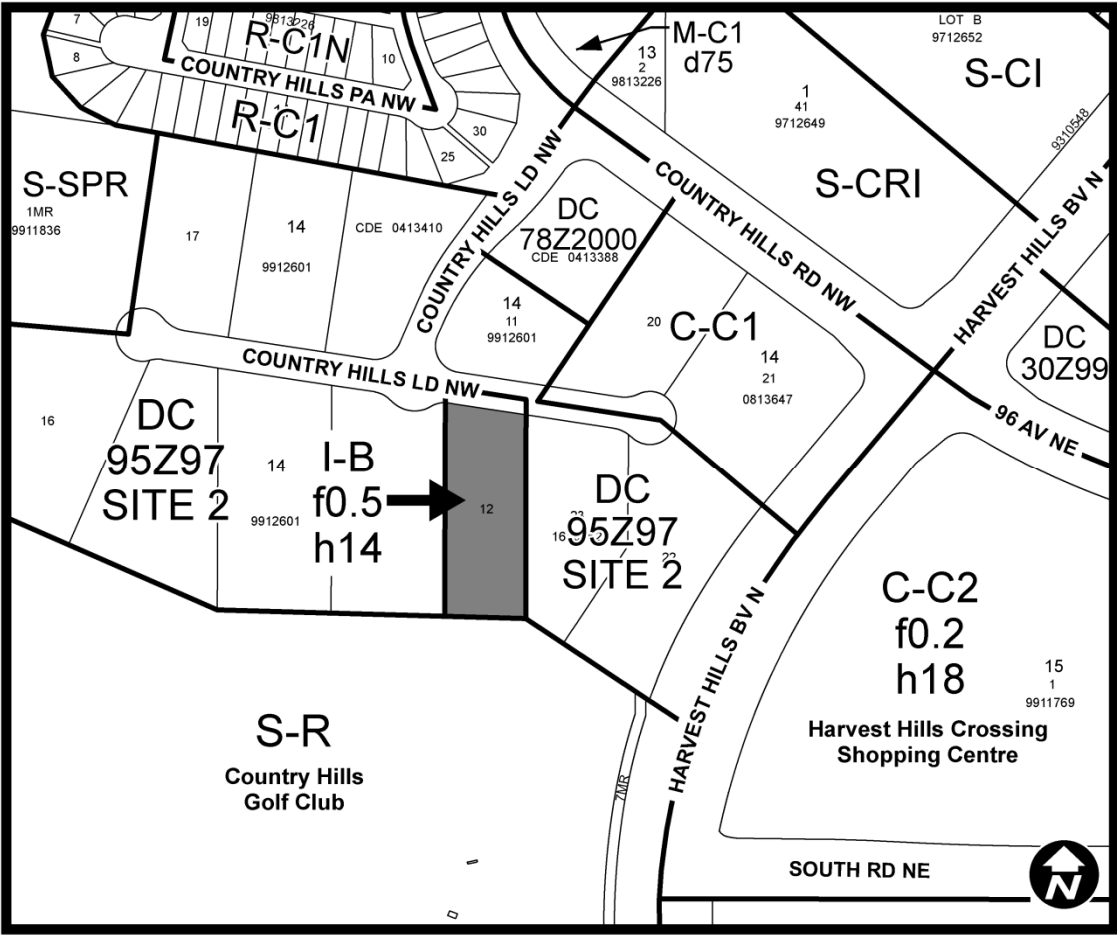 7
19
9813226
R-C1N
10
8
COUNTRY HILLS PA NW
R-C1
30
25
M-C1
d75
13
2
9813226
LOT B
9712652
S-CI
1
41
9712649
9310548
S-CRI
S-SPR
1MR
9911836
17
14
9912601
CDE 0413410
COUNTRY HILLS LD NW
DC
78Z2000
CDE 0413388
COUNTRY HILLS RD NW
HARVEST HILLS BV N
14
11
9912601
20
C-C1
14
21
0813647
DC
30Z99
96 AV NE
COUNTRY HILLS LD NW
16
DC
95Z97
SITE 2
14
9912601
I-B
f0.5
h14
12
DC
23
95Z97
22
SITE 2
C-C2
f0.2
h18
15
1
9911769
Harvest Hills Crossing
Shopping Centre
HARVEST HILLS BV N
S-R
Country Hills
Golf Club
7MR
SOUTH RD NE
N